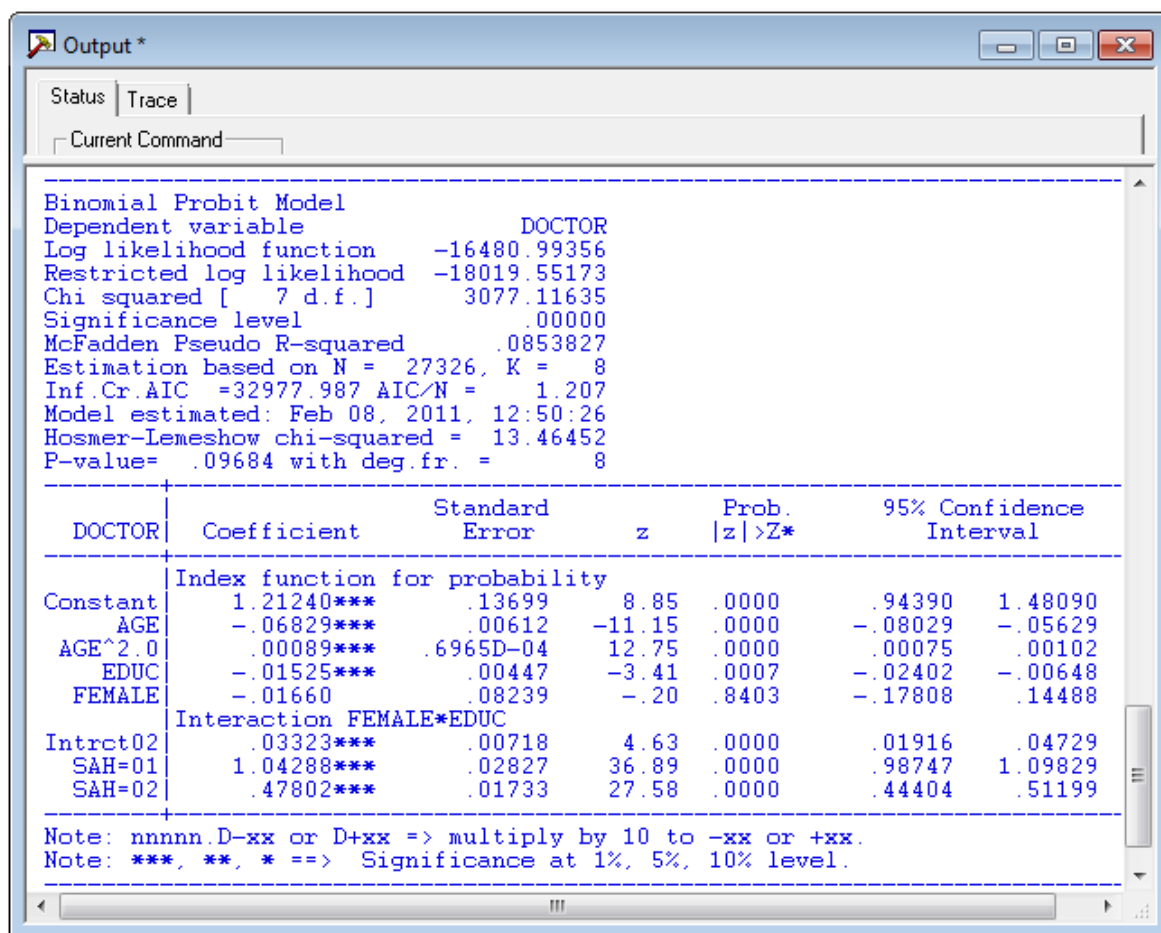 Output *
Status Trace
Current Command
Binomial Probit Model
Dependent variable DOCTOR
Log likelihood function -16480.99356
Restricted log likelihood -18019.55173
Chi squared [ 7 d.f.] 3077.11635
Significance level .00000
McFadden Pseudo R-squared .0853827
Estimation based on N = 27326, K = 8
Inf.Cr.AIC =32977.987 AIC/N = 1.207
Model estimated: Feb 08, 2011, 12:50:26
Hosmer-Lemeshow chi-squared = 13.46452
P-value= .09684 with deg.fr. = 8
Standard Prob. 95% Confidence
DOCTOR| Coefficient Error z |z|>Z* Interval
|Index function for probability
Constant| 1.21240*** .13699 8.85 .0000 .94390 1.48090
AGE| -.06829*** .00612 -11.15 .0000 -.08029 -.05629
AGE^2.0| .00089*** .6965D-04 12.75 .0000 .00075 .00102
EDUC| -.01525*** .00447 -3.41 .0007 -.02402 -.00648
FEMALE| -.01660 .08239 -.20 .8403 -.17808 .14488
|Interaction FEMALE*EDUC
Intrct02| .03323*** .00718 4.63 .0000 .01916 .04729
SAH=01| 1.04288*** .02827 36.89 .0000 .98747 1.09829
SAH=02| .47802*** .01733 27.58 .0000 .44404 .51199
Note: nnnnn.D-xx or D+xx => multiply by 10 to -xx or +xx.
Note: ***, **, * ==> Significance at 1%, 5%, 10% level.